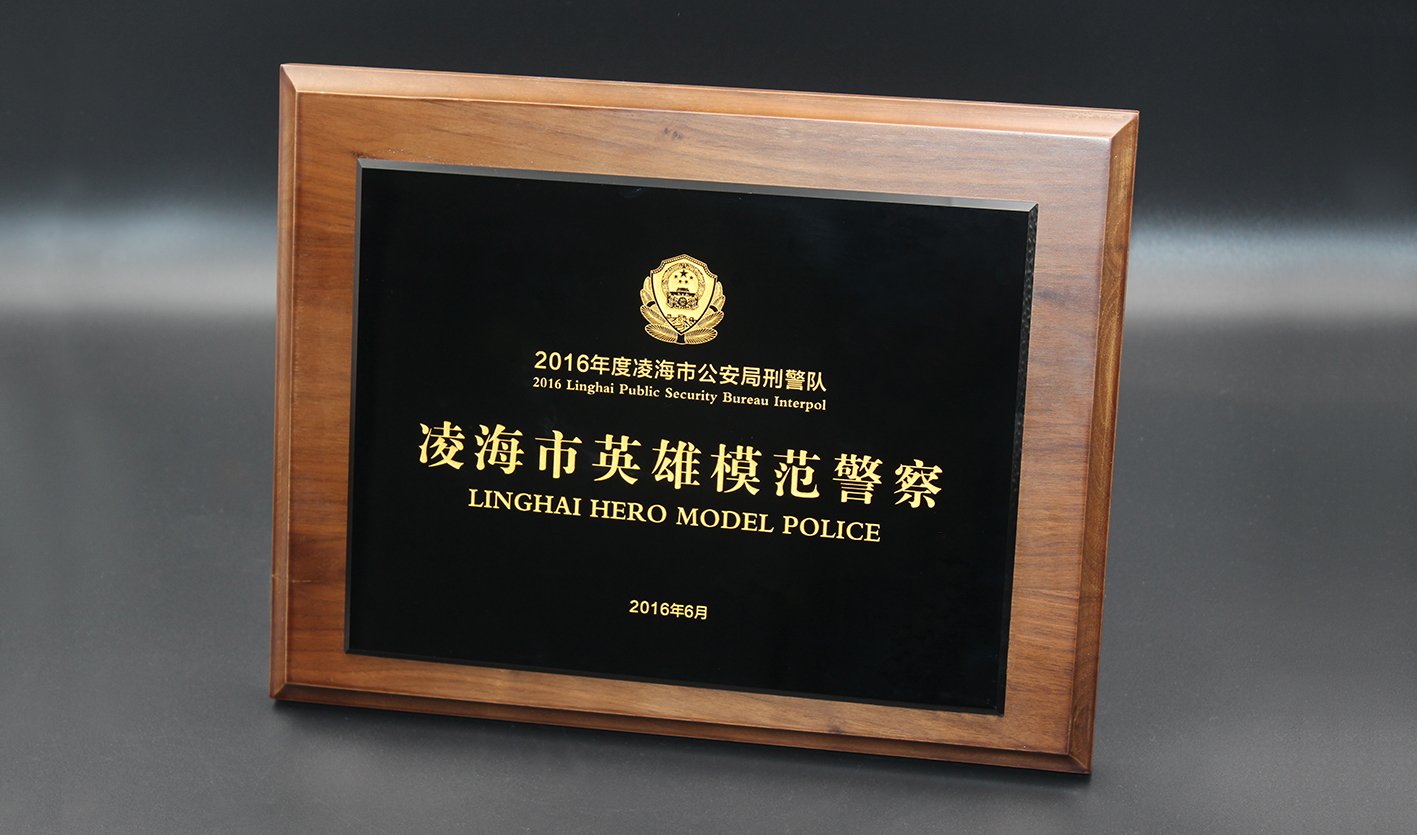 2016年度凌海市公安局刑警队
2016 Linghai Public Security Bureau Interpol
凌海市英雄模范警察
LINGHAI HERO MODEL POLICE
2016年6月